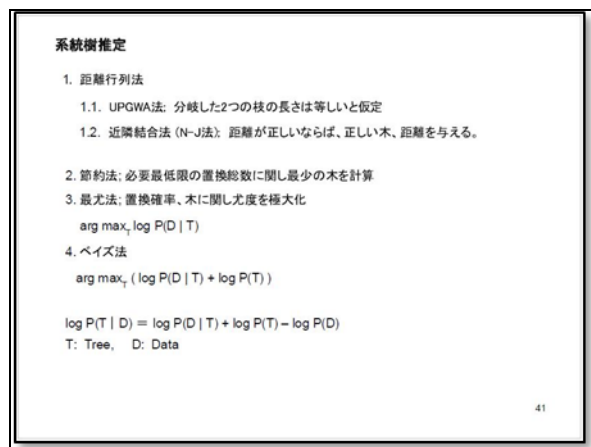 系統樹推定
1. 距離行列法
1.1. UPGWA法; 分岐した2つの枝の長さは等しいと仮定
1.2. 近隣結合法 (N-J法); 距離が正しいならば、正しい木、距離を与える。
2. 節約法; 必要最低限の置換総数に関し最少の木を計算
3. 最尤法; 置換確率、木に関し尤度を極大化
arg max_T log P(D | T)
4. ベイズ法
arg max_T ( log P(D | T) + log P(T) )
log P(T | D) = log P(D | T) + log P(T) – log P(D)
T: Tree, D: Data
41